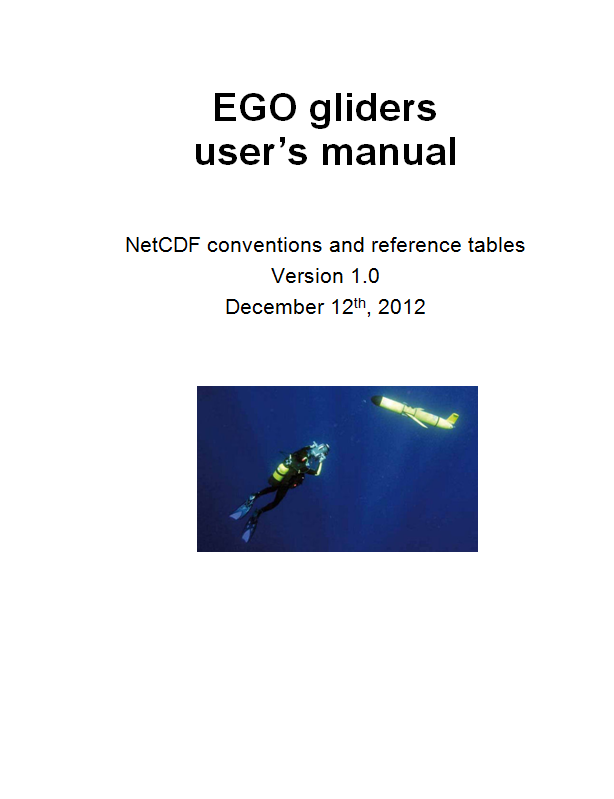 EGO gliders
user’s manual
NetCDF conventions and reference tables
Version 1.0
December 12th, 2012